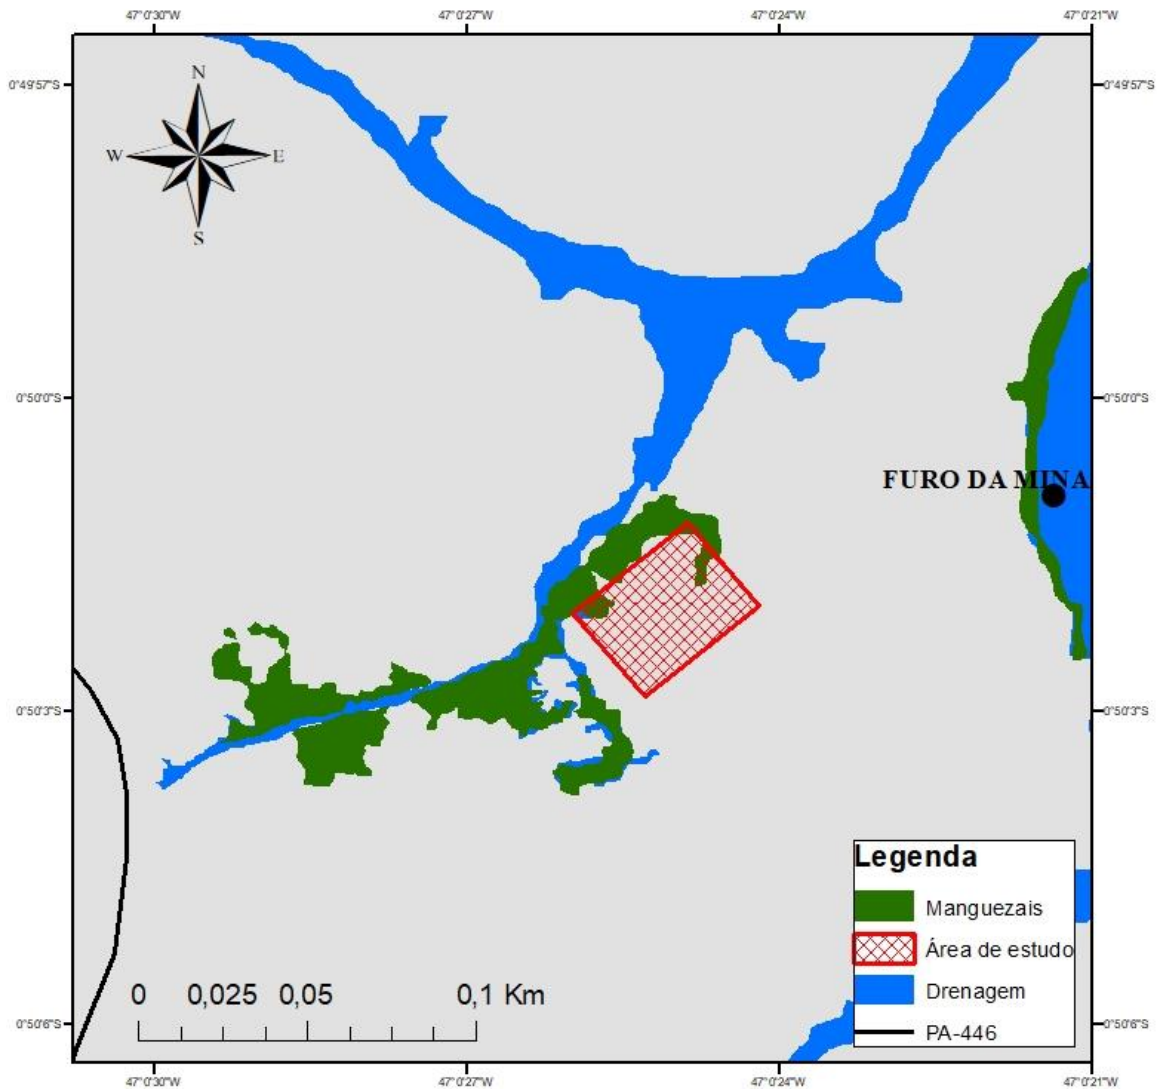 47°0'30"W 47°0'27"W 47°0'24"W 47°0'21"W
N
W E
S
0°49'57"S 0°49'57"S
0°50'0"S 0°50'0"S
FURO DA MINA
0°50'3"S 0°50'3"S
Legenda
Manguezais
Área de estudo
Drenagem
PA-446
0 0,025 0,05 0,1 Km
0°50'6"S 0°50'6"S
47°0'30"W 47°0'27"W 47°0'24"W 47°0'21"W